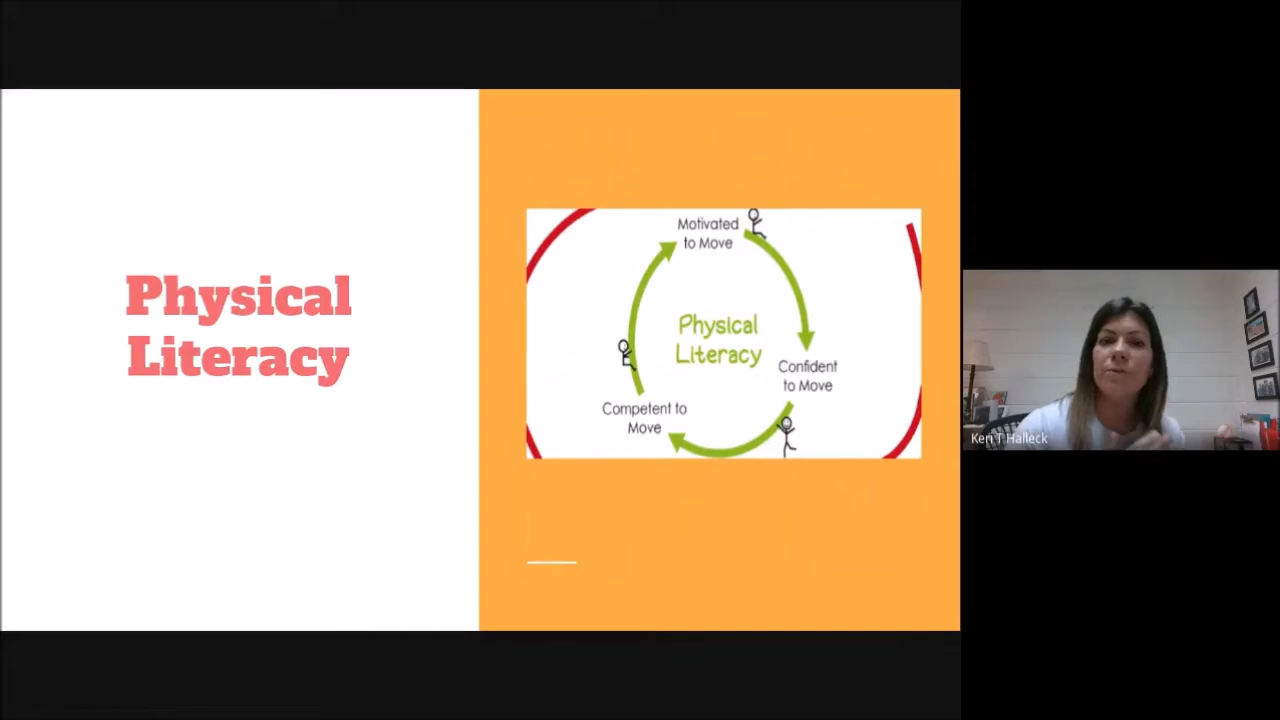 Physical
Literacy
Motivated
to Move
Physical
Literacy
Confident
to Move
Competent to
Move
Keri T Halleck